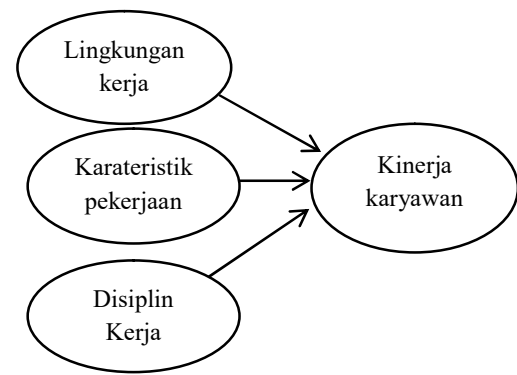 Lingkungan
kerja
Karateristik
pekerjaan
Kinerja
karyawan
Disiplin
Kerja